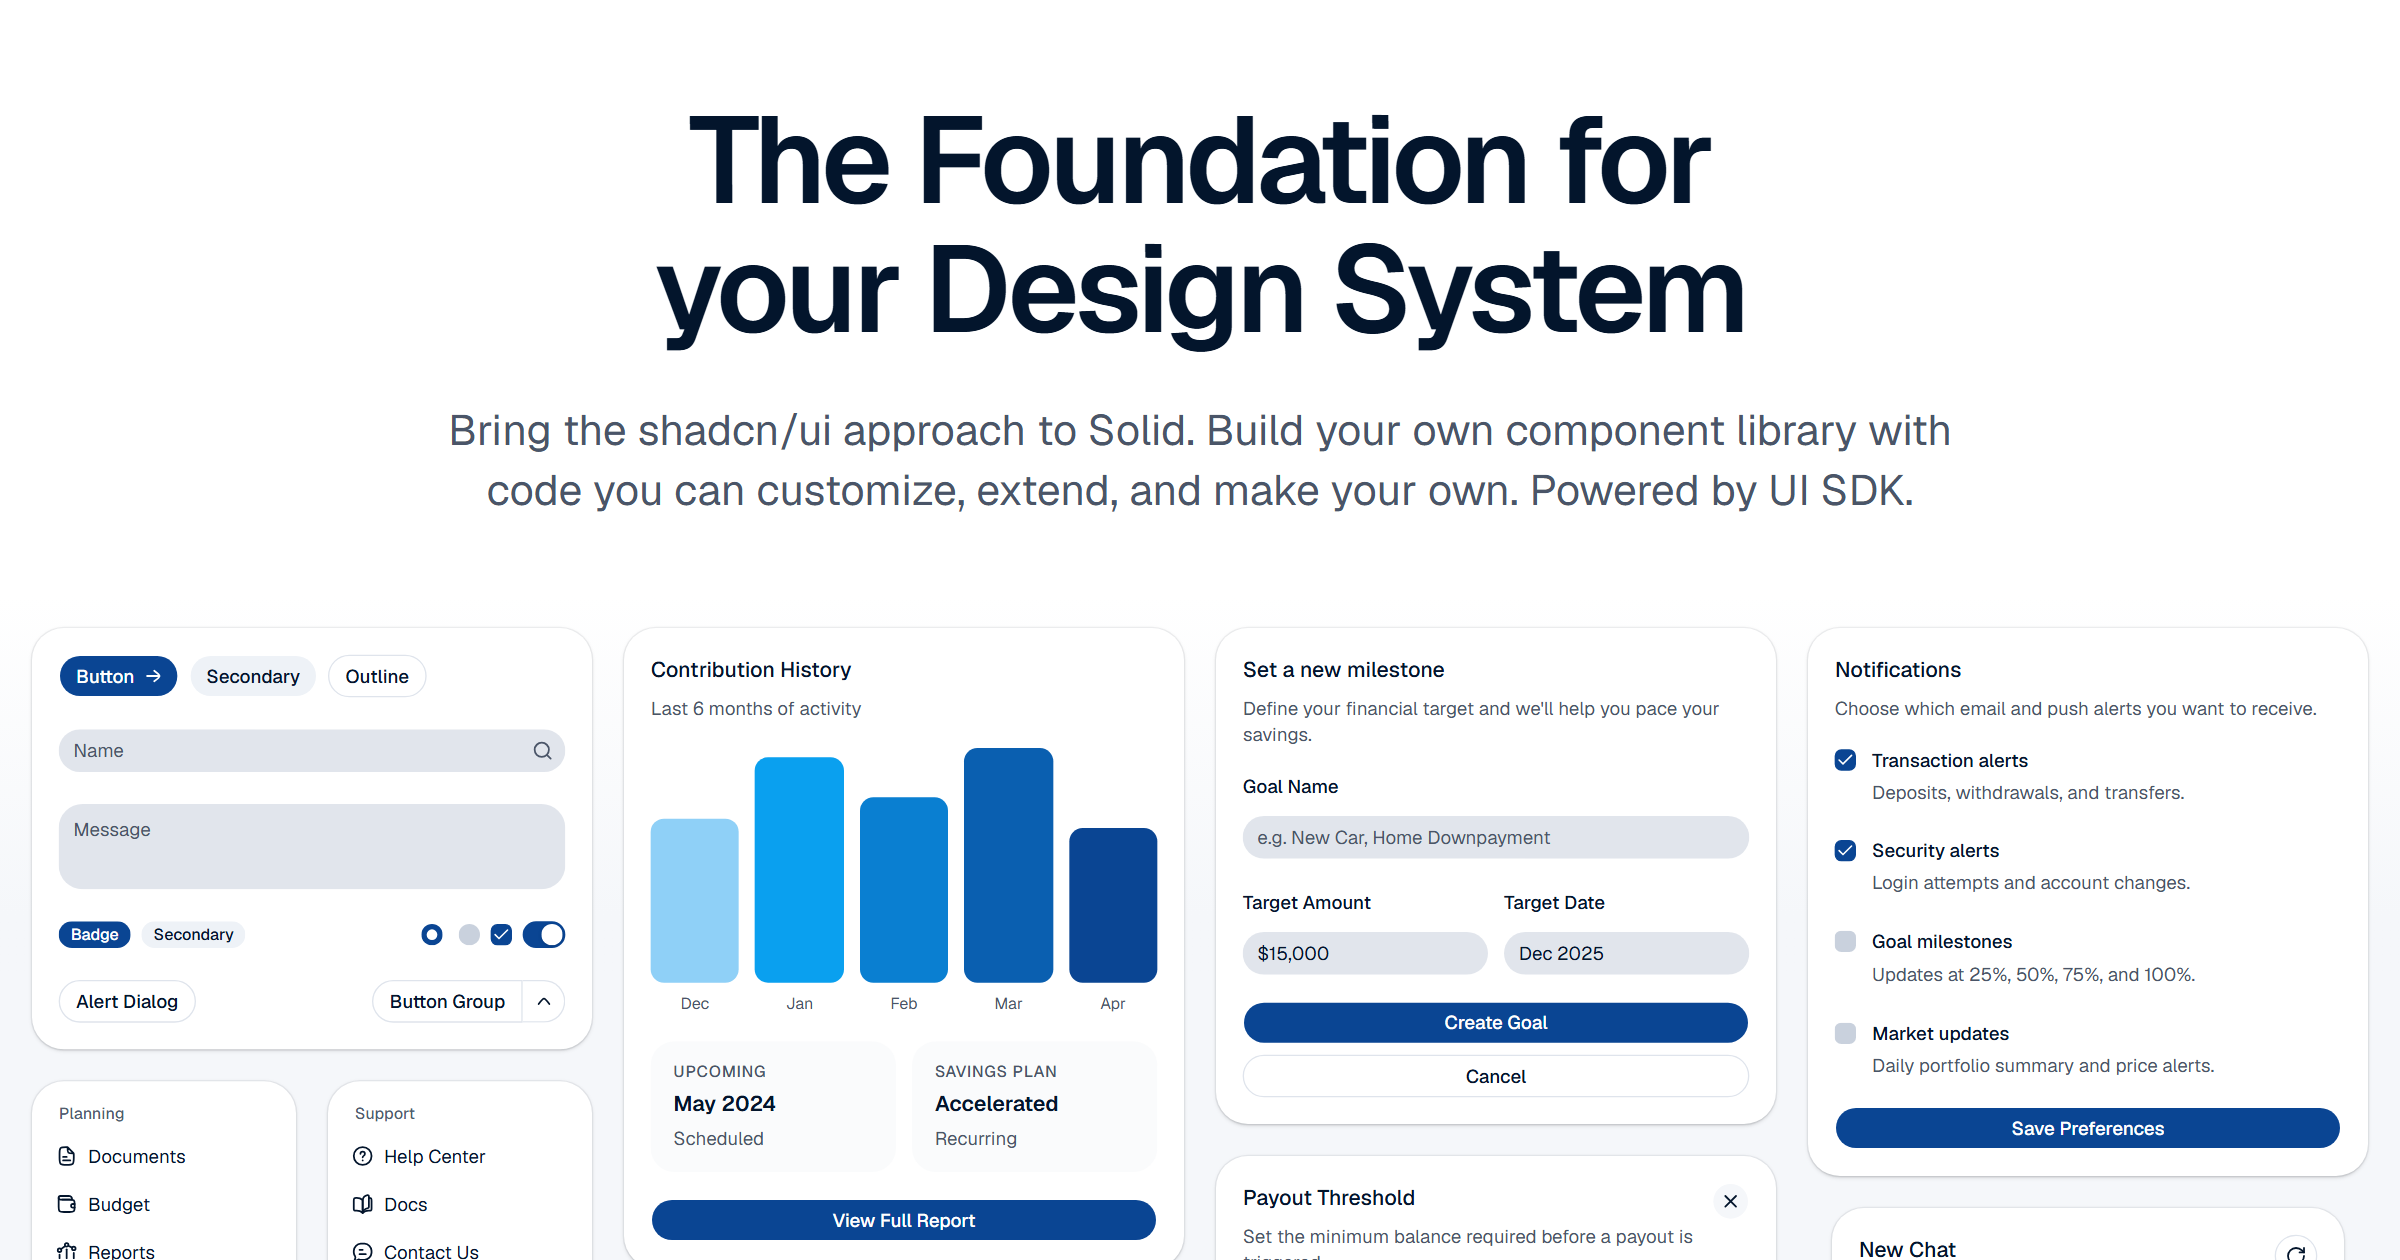 The Foundation for
your Design System
Bring the shadcn/ui approach to Solid. Build your own component library with
code you can customize, extend, and make your own. Powered by UI SDK.
Button
Secondary
Outline
Name
Message
Badge
Secondary
Alert Dialog
Button Group
Planning
Documents
Budget
Reports
Support
Help Center
Docs
Contact Us
Contribution History
Last 6 months of activity
Dec
Jan
Feb
Mar
Apr
UPCOMING
May 2024
Scheduled
SAVINGS PLAN
Accelerated
Recurring
View Full Report
Set a new milestone
Define your financial target and we'll help you pace your
savings.
Goal Name
e.g. New Car, Home Downpayment
Target Amount
Target Date
$15,000
Dec 2025
Create Goal
Cancel
Payout Threshold
Set the minimum balance required before a payout is
Notifications
Choose which email and push alerts you want to receive.
Transaction alerts
Deposits, withdrawals, and transfers.
Security alerts
Login attempts and account changes.
Goal milestones
Updates at 25%, 50%, 75%, and 100%.
Market updates
Daily portfolio summary and price alerts.
Save Preferences
New Chat